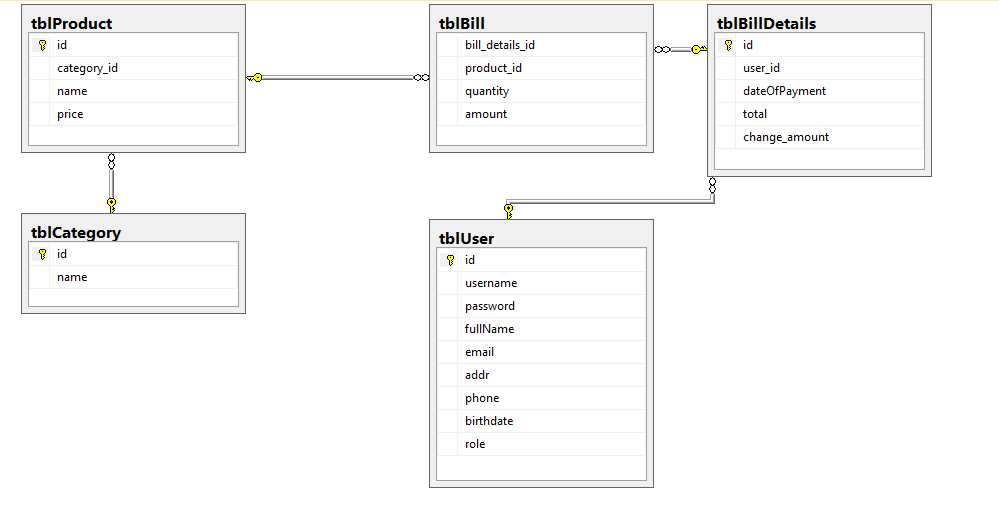 tblProduct
id
category_id
name
price
tblBill
bill_details_id
product_id
quantity
amount
tblBillDetails
id
user_id
dateOfPayment
total
change_amount
tblCategory
id
name
tblUser
id
username
password
fullName
email
addr
phone
birthdate
role